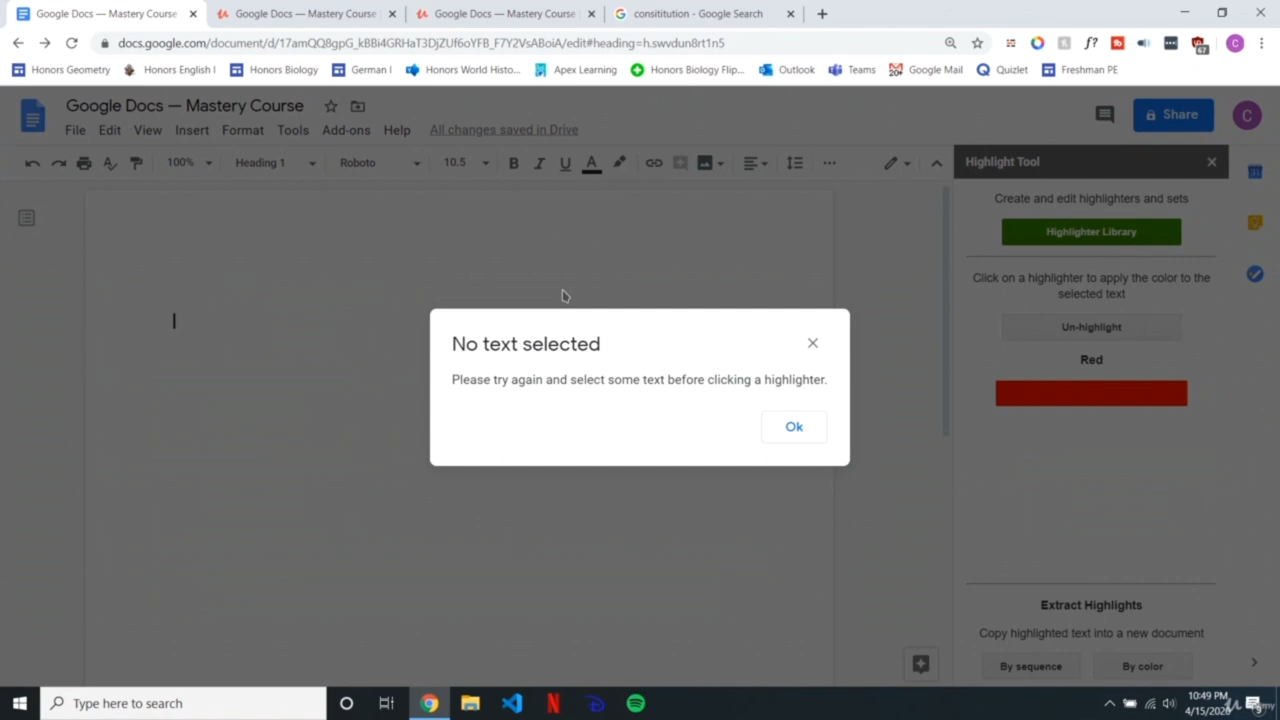 Google Docs — Mastery Course
Google Docs — Mastery Course
Google Docs — Mastery Course
consititution - Google Search
docs.google.com/document/d/17amQQ8gpG_kBBi4GRHaT3DjZUf6oYFB_F7Y2VsABoiA/edit#heading=h.swvdun8rt1n5
f?
67
C
Honors Geometry
Honors English I
Honors Biology
German I
Honors World Histo...
Apex Learning
Honors Biology Flip...
Outlook
Teams
Google Mail
Quizlet
Freshman PE
Google Docs — Mastery Course
File Edit View Insert Format Tools Add-ons Help All changes saved in Drive
Share
C
100% Heading 1 Roboto 10.5 B I U A
Highlight Tool
Create and edit highlighters and sets
Highlighter Library
Click on a highlighter to apply the color to the
selected text
Un-highlight
Red
No text selected
Please try again and select some text before clicking a highlighter.
Ok
Extract Highlights
Copy highlighted text into a new document
By sequence By color
Type here to search
10:49 PM
4/15/2020